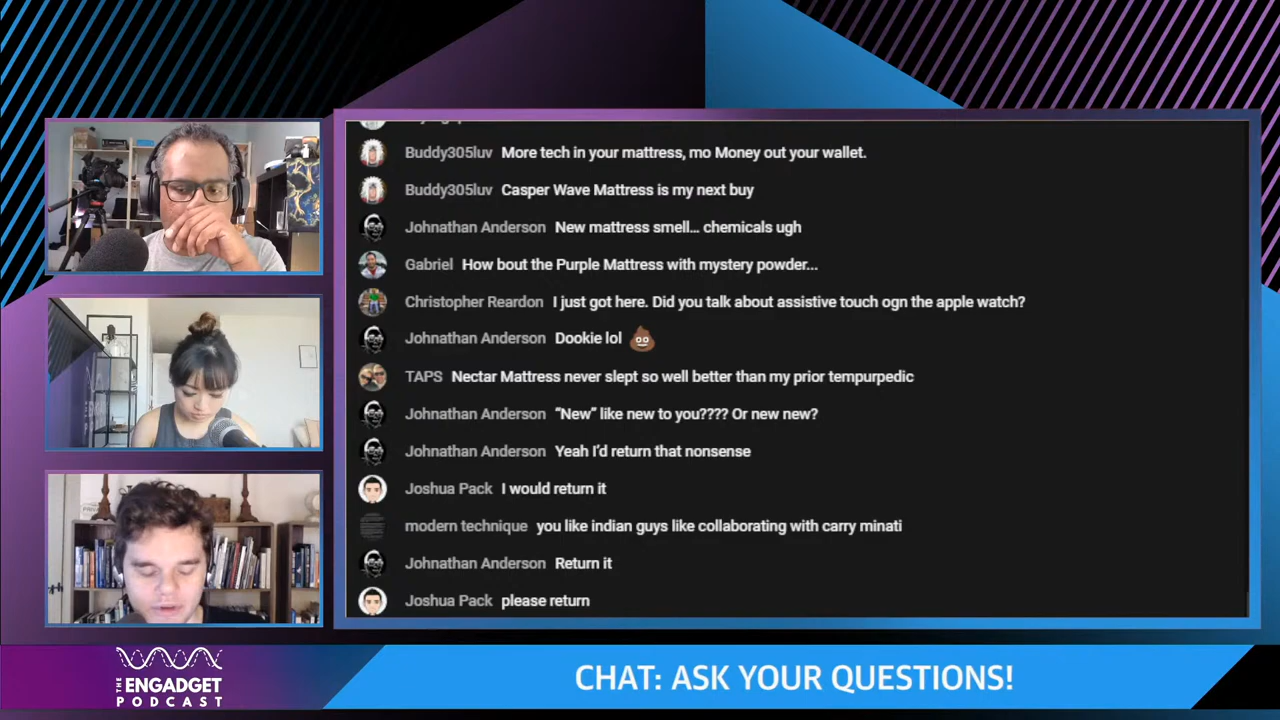 Buddy305luv More tech in your mattress, mo Money out your wallet.
Buddy305luv Casper Wave Mattress is my next buy
Johnathan Anderson New mattress smell... chemicals ugh
Gabriel How bout the Purple Mattress with mystery powder...
Christopher Reardon I just got here. Did you talk about assistive touch ogn the apple watch?
Johnathan Anderson Dookie lol 💩
TAPS Nectar Mattress never slept so well better than my prior tempurpedic
Johnathan Anderson “New” like new to you???? Or new new?
Johnathan Anderson Yeah I’d return that nonsense
Joshua Pack I would return it
modern technique you like indian guys like collaborating with carry minati
Johnathan Anderson Return it
Joshua Pack please return
THE ENGADGET
PODCAST
CHAT: ASK YOUR QUESTIONS!